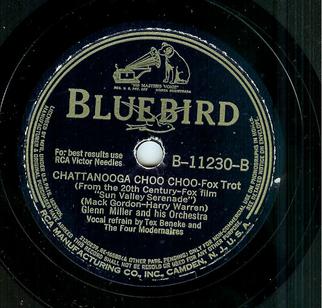 "HIS MASTER'S VOICE"
BLUEBIRD
For best results use
RCA Victor Needles
B-11230-B
CHATTANOOGA CHOO CHOO-Fox Trot
(From the 20th Century-Fox film
"Sun Valley Serenade")
(Mack Gordon-Harry Warren)
Glenn Miller and his Orchestra
Vocal refrain by Tex Beneke and
The Four Modernaires
RCA MANUFACTURING CO., INC., CAMDEN, N. J., U. S. A.